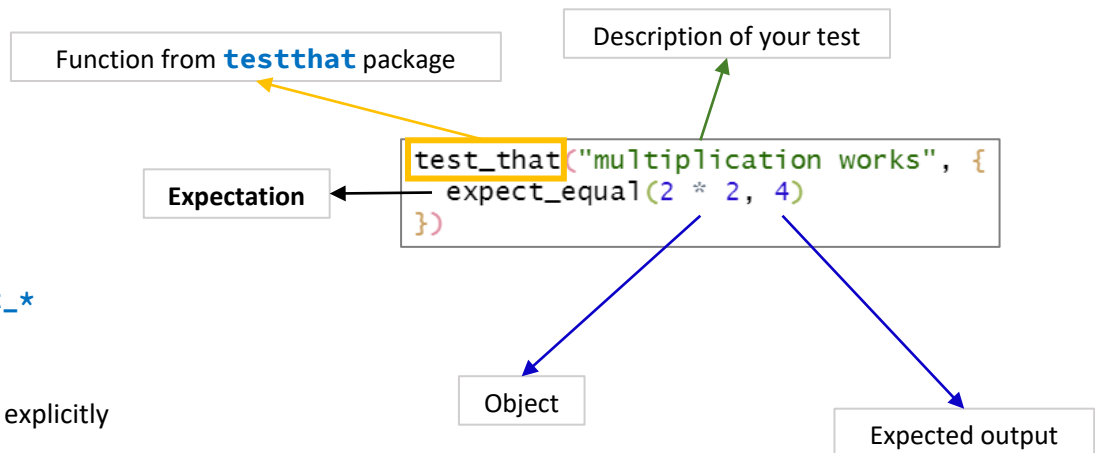 Description of your test
Function from testthat package
test_that("multiplication works", {
Expectation
expect_equal(2 * 2, 4)
})
_*
explicitly
Object
Expected output